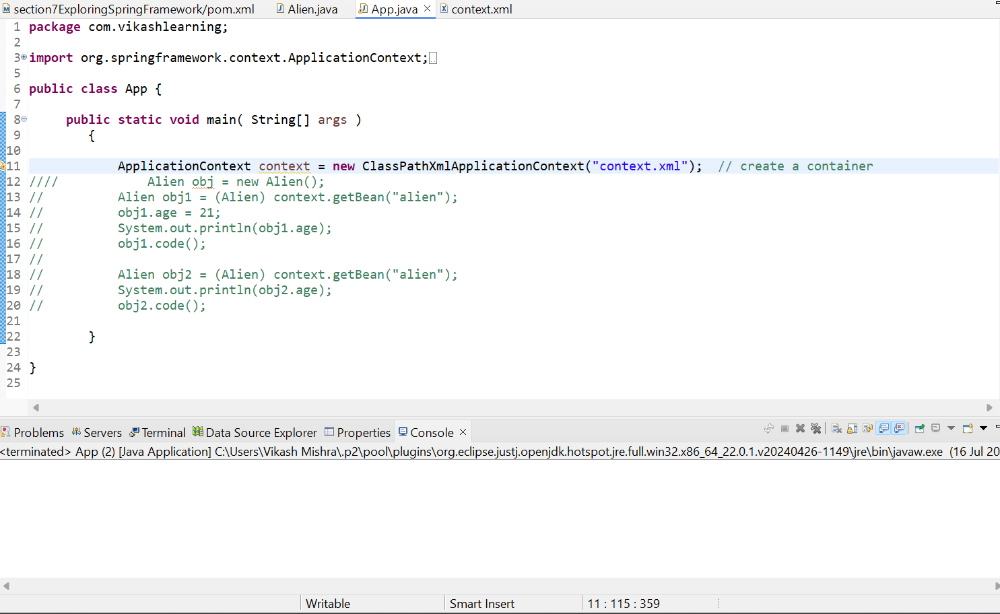 section7ExploringSpringFramework/pom.xml Alien.java App.java context.xml
1 package com.vikashlearning;
2
3 import org.springframework.context.ApplicationContext;
5
6 public class App {
7
8 public static void main( String[] args )
9 {
10
11 ApplicationContext context = new ClassPathXmlApplicationContext("context.xml"); // create a container
12 //// Alien obj = new Alien();
13 // Alien obj1 = (Alien) context.getBean("alien");
14 // obj1.age = 21;
15 // System.out.println(obj1.age);
16 // obj1.code();
17 //
18 // Alien obj2 = (Alien) context.getBean("alien");
19 // System.out.println(obj2.age);
20 // obj2.code();
21
22 }
23
24 }
25
Problems Servers Terminal Data Source Explorer Properties Console
<terminated> App (2) [Java Application] C:\Users\Vikash Mishra\.p2\pool\plugins\org.eclipse.justj.openjdk.hotspot.jre.full.win32.x86_64_22.0.1.v20240426-1149\jre\bin\javaw.exe (16 Jul 20
Writable Smart Insert 11 : 115 : 359